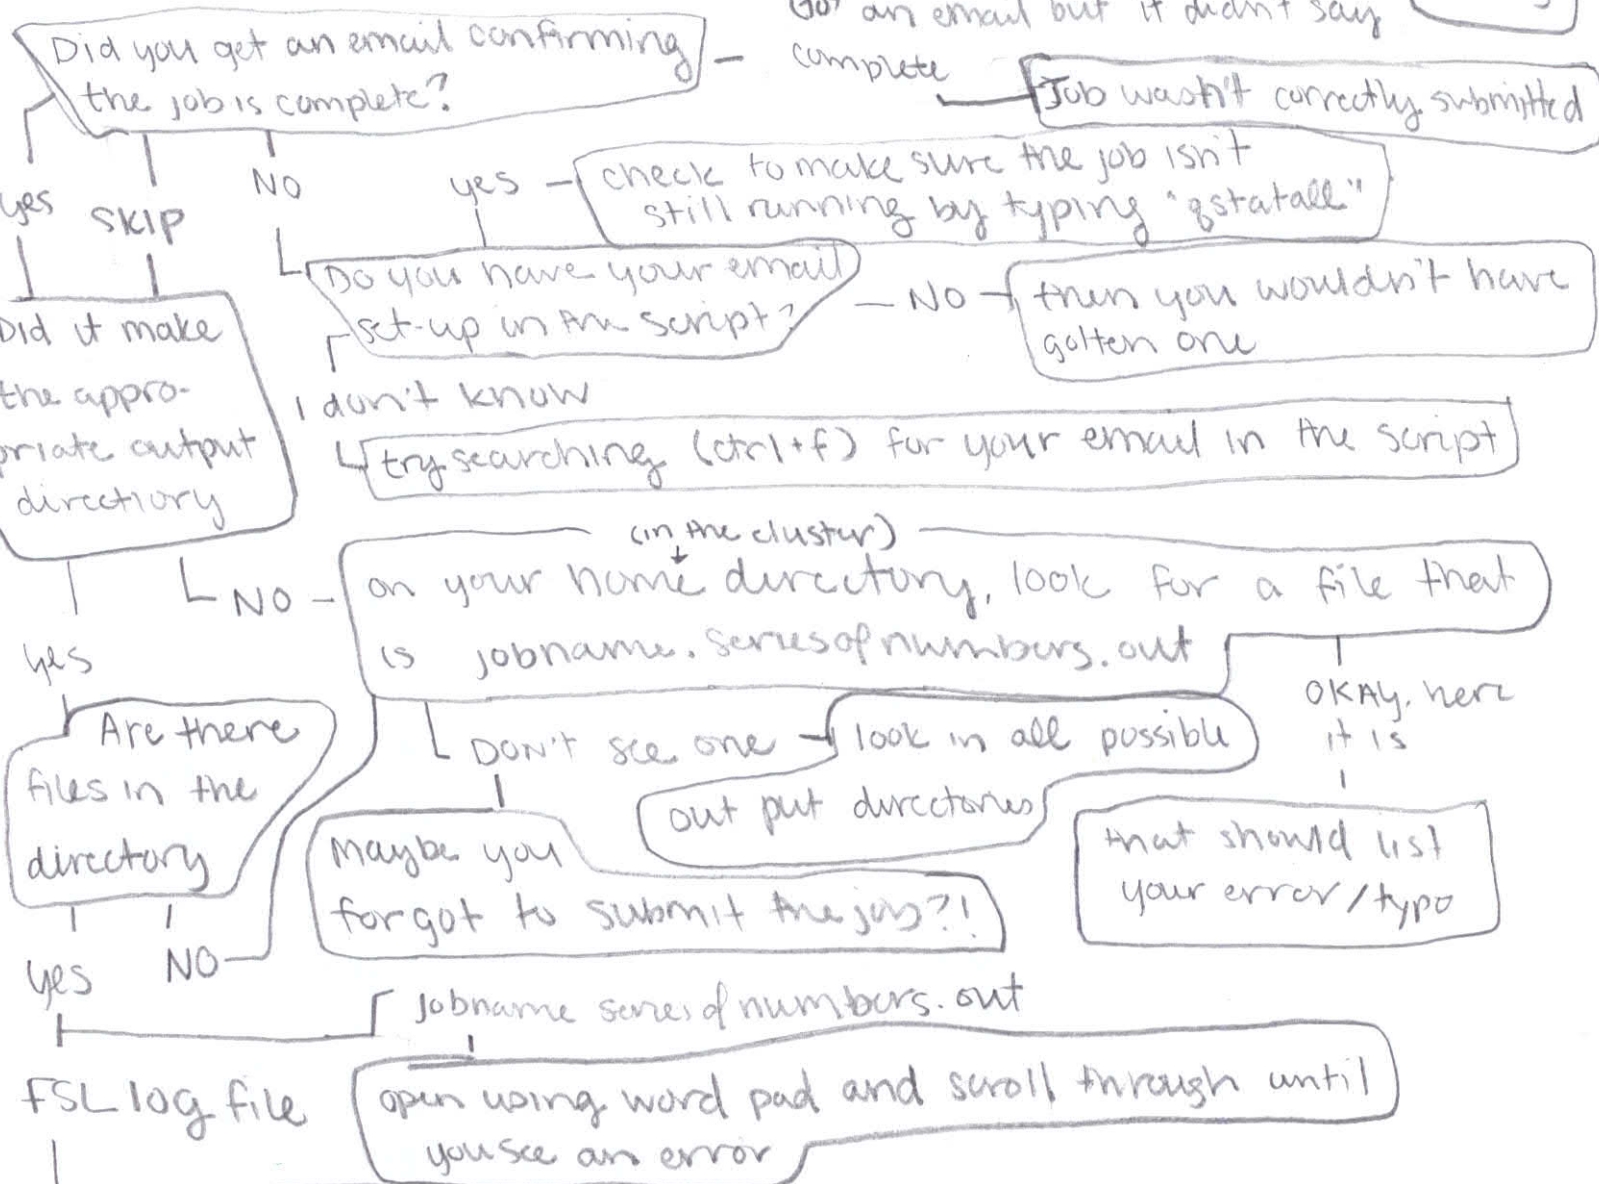 Got an email but it didn't say
complete
Did you get an email confirming
the job is complete?
Job wasn't correctly submitted
yes
SKIP
NO
yes
check to make sure the job isn't
still running by typing "qstatall"
Do you have your email
set-up in the script?
NO
then you wouldn't have
gotten one
Did it make
the appro-
priate output
directiory
I don't know
try searching (ctrl+f) for your email in the script
(in the cluster)
NO
on your home directory, look for a file that
is jobname.seriesofnumbers.out
yes
OKAY, here
it is
Are there
files in the
directory
DON'T see one
look in all possible
out put directories
Maybe you
forgot to submit the job?!
that should list
your error/typo
yes
NO
jobname seriesofnumbers.out
FSL log file
open using word pad and scroll through until
you see an error